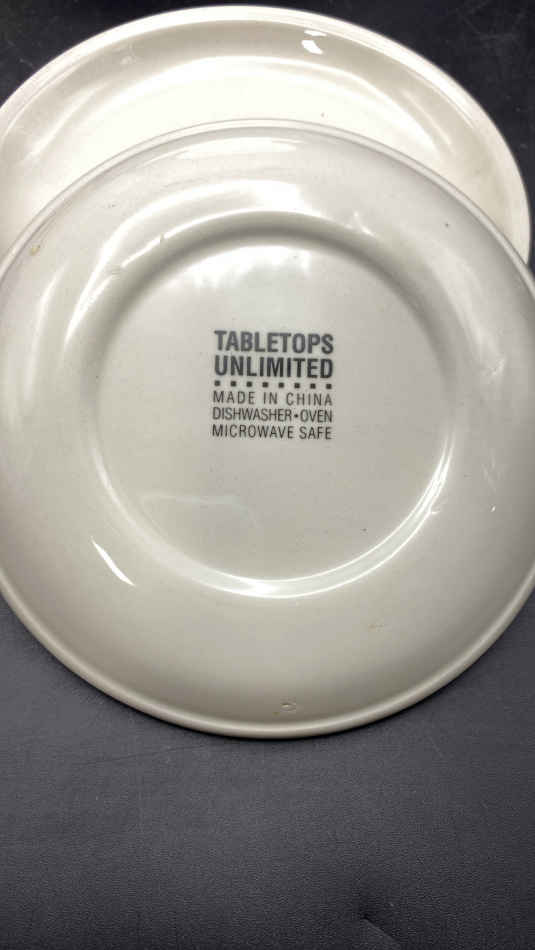 TABLETOPS
UNLIMITED
MADE IN CHINA
DISHWASHER•OVEN
MICROWAVE SAFE